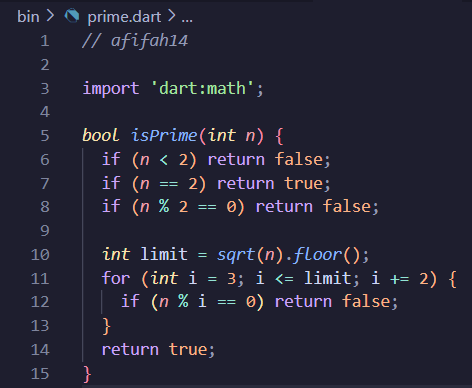 bin > prime.dart > ...
1 // afifah14
2
3 import 'dart:math';
4
5 bool isPrime(int n) {
6   if (n < 2) return false;
7   if (n == 2) return true;
8   if (n % 2 == 0) return false;
9
10   int limit = sqrt(n).floor();
11   for (int i = 3; i <= limit; i += 2) {
12     if (n % i == 0) return false;
13   }
14   return true;
15 }